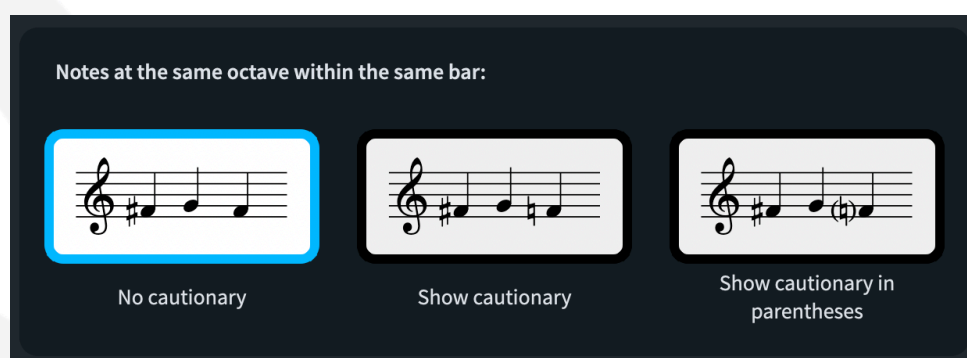 Notes at the same octave within the same bar:
No cautionary
Show cautionary
Show cautionary in
parentheses